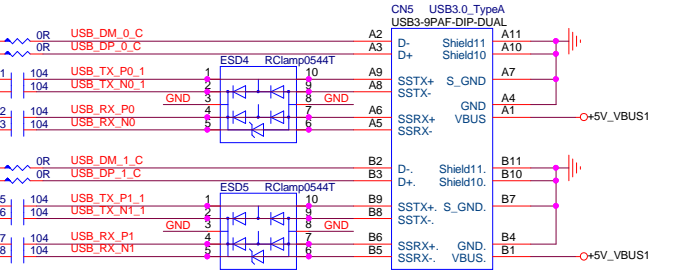 CN5 USB3.0_TypeA
USB3-9PAF-DIP-DUAL
0R USB_DM_0_C A2 D- Shield11 A11
0R USB_DP_0_C A3 D+ Shield10 A10
ESD4 RClamp0544T
1 104 USB_TX_P0_1 1 10 A9 SSTX+ S_GND A7
104 USB_TX_N0_1 2 9 A8 SSTX-
GND 3 8 GND GND A4
2 104 USB_RX_P0 4 7 A6 SSRX+ VBUS A1 +5V_VBUS1
3 104 USB_RX_N0 5 6 A5 SSRX-
0R USB_DM_1_C B2 D-. Shield11. B11
0R USB_DP_1_C B3 D+. Shield10. B10
ESD5 RClamp0544T
5 104 USB_TX_P1_1 1 10 B9 SSTX+. S_GND. B7
6 104 USB_TX_N1_1 2 9 B8 SSTX-.
GND 3 8 GND
7 104 USB_RX_P1 4 7 B6 SSRX+. GND. B4
8 104 USB_RX_N1 5 6 B5 SSRX-. VBUS. B1 +5V_VBUS1